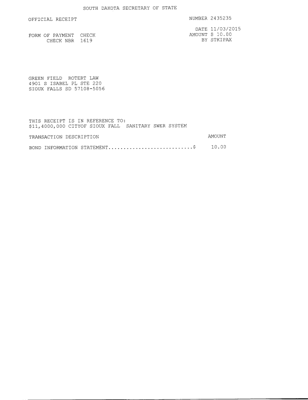 SOUTH DAKOTA SECRETARY OF STATE
OFFICIAL RECEIPT NUMBER 2435235
DATE 11/03/2015
FORM OF PAYMENT CHECK AMOUNT $ 10.00
CHECK NBR 1619 BY STKIPAX
GREEN FIELD ROTERT LAW
4901 S ISABEL PL STE 220
SIOUX FALLS SD 57108-5056
THIS RECEIPT IS IN REFERENCE TO:
$11,4000,000 CITYOF SIOUX FALL SANITARY SWER SYSTEM
TRANSACTION DESCRIPTION AMOUNT
BOND INFORMATION STATEMENT...........................$ 10.00